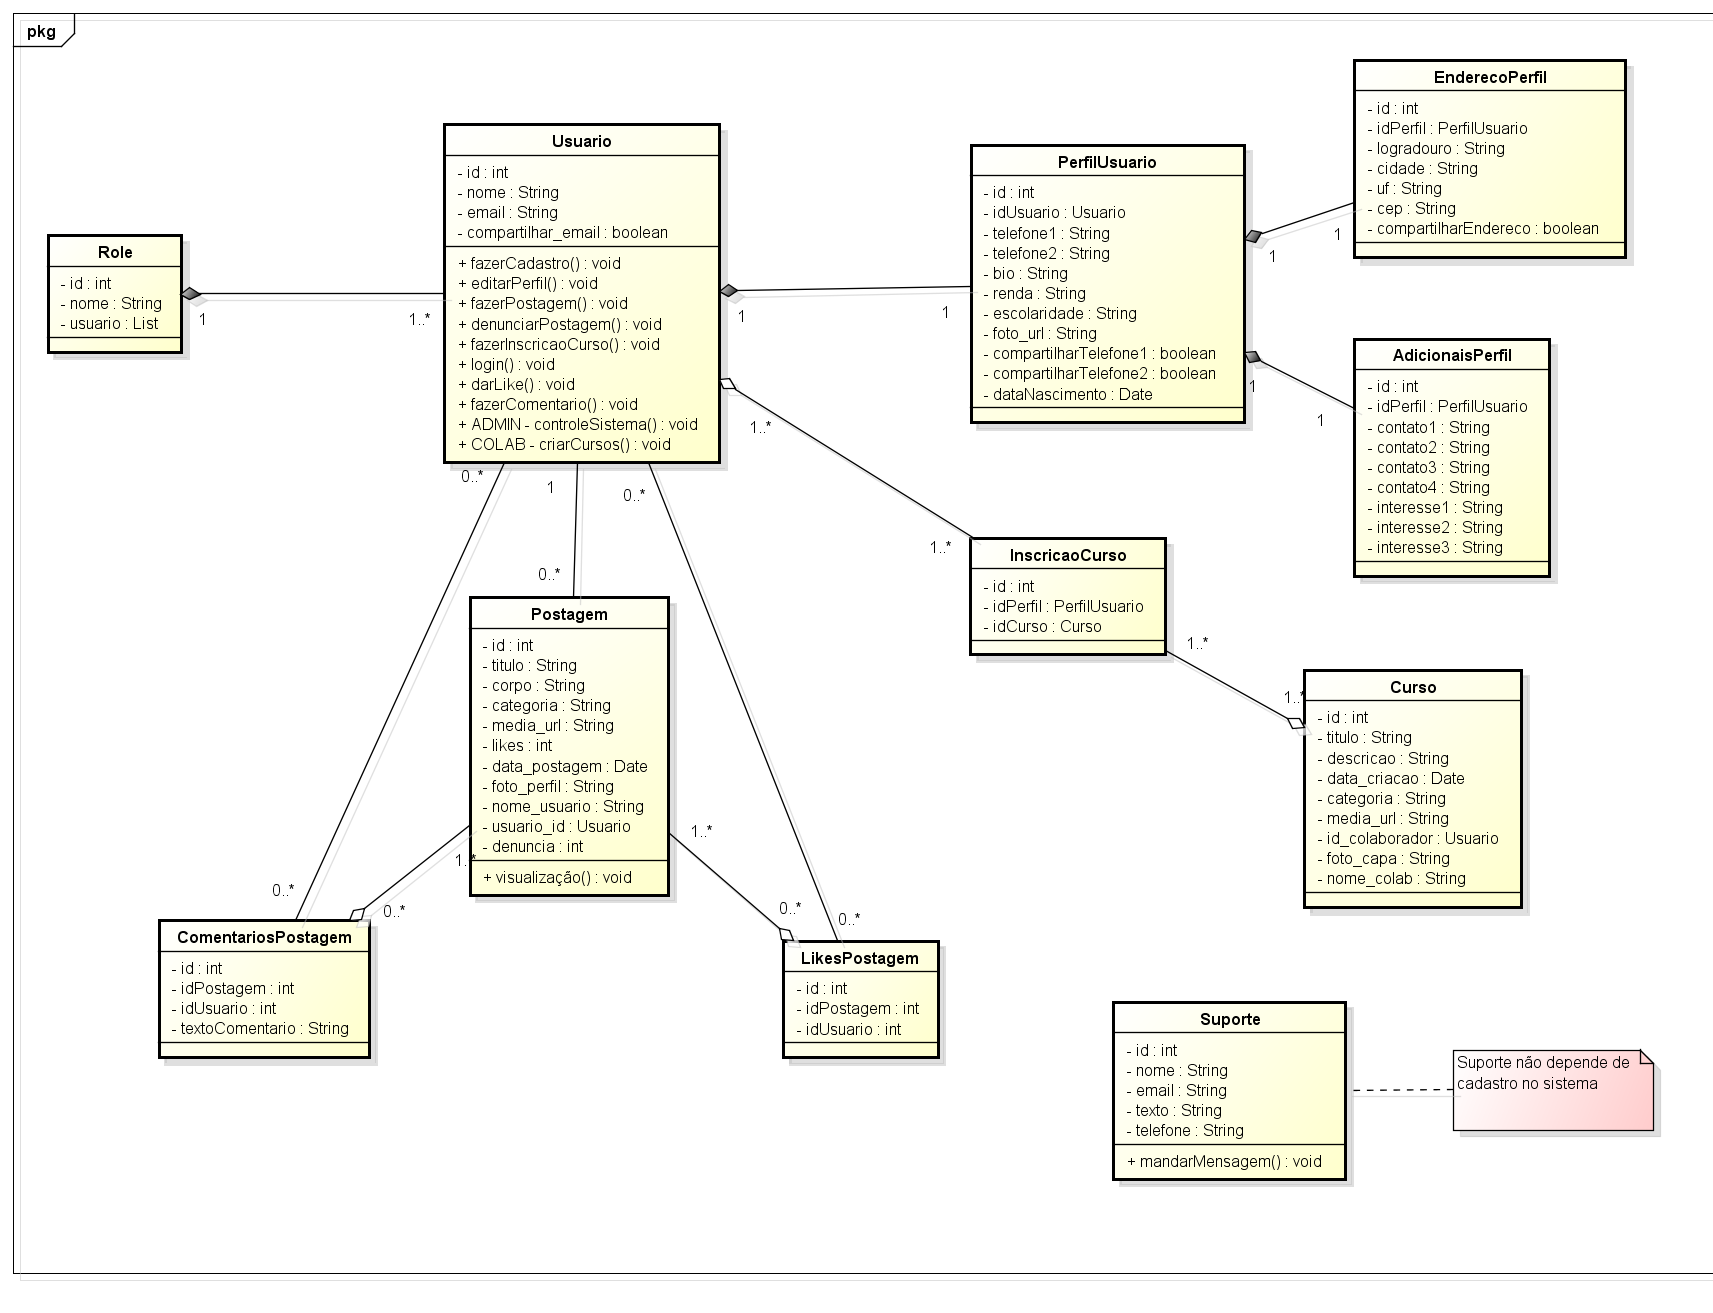 pkg
Role
- id : int
- nome : String
- usuario : List
1
1..*
Usuario
- id : int
- nome : String
- email : String
- compartilhar_email : boolean
+ fazerCadastro() : void
+ editarPerfil() : void
+ fazerPostagem() : void
+ denunciarPostagem() : void
+ fazerInscricaoCurso() : void
+ login() : void
+ darLike() : void
+ fazerComentario() : void
+ ADMIN - controleSistema() : void
+ COLAB - criarCursos() : void
1
1
PerfilUsuario
- id : int
- idUsuario : Usuario
- telefone1 : String
- telefone2 : String
- bio : String
- renda : String
- escolaridade : String
- foto_url : String
- compartilharTelefone1 : boolean
- compartilharTelefone2 : boolean
- dataNascimento : Date
1
1
EnderecoPerfil
- id : int
- idPerfil : PerfilUsuario
- logradouro : String
- cidade : String
- uf : String
- cep : String
- compartilharEndereco : boolean
1
1
AdicionaisPerfil
- id : int
- idPerfil : PerfilUsuario
- contato1 : String
- contato2 : String
- contato3 : String
- contato4 : String
- interesse1 : String
- interesse2 : String
- interesse3 : String
1..*
1..*
InscricaoCurso
- id : int
- idPerfil : PerfilUsuario
- idCurso : Curso
1..*
1..*
Curso
- id : int
- titulo : String
- descricao : String
- data_criacao : Date
- categoria : String
- media_url : String
- id_colaborador : Usuario
- foto_capa : String
- nome_colab : String
0..*
1
0..*
0..*
Postagem
- id : int
- titulo : String
- corpo : String
- categoria : String
- media_url : String
- likes : int
- data_postagem : Date
- foto_perfil : String
- nome_usuario : String
- usuario_id : Usuario
- denuncia : int
+ visualização() : void
1..*
1..*
0..*
0..*
0..*
0..*
ComentariosPostagem
- id : int
- idPostagem : int
- idUsuario : int
- textoComentario : String
LikesPostagem
- id : int
- idPostagem : int
- idUsuario : int
Suporte
- id : int
- nome : String
- email : String
- texto : String
- telefone : String
+ mandarMensagem() : void
Suporte não depende de
cadastro no sistema